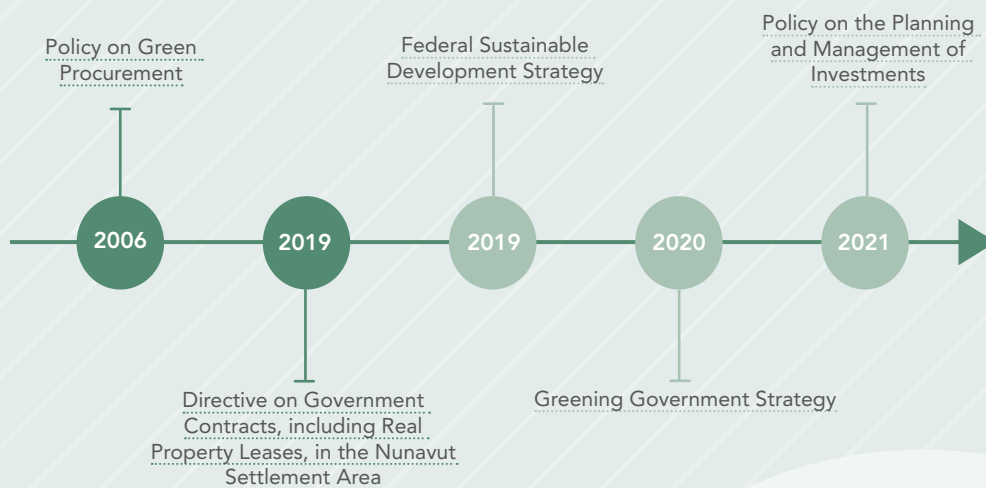 Policy on Green
Procurement
Federal Sustainable
Development Strategy
Policy on the Planning
and Management of
Investments
2006
2019
2019
2020
2021
Directive on Government
Contracts, including Real
Property Leases, in the Nunavut
Settlement Area
Greening Government Strategy